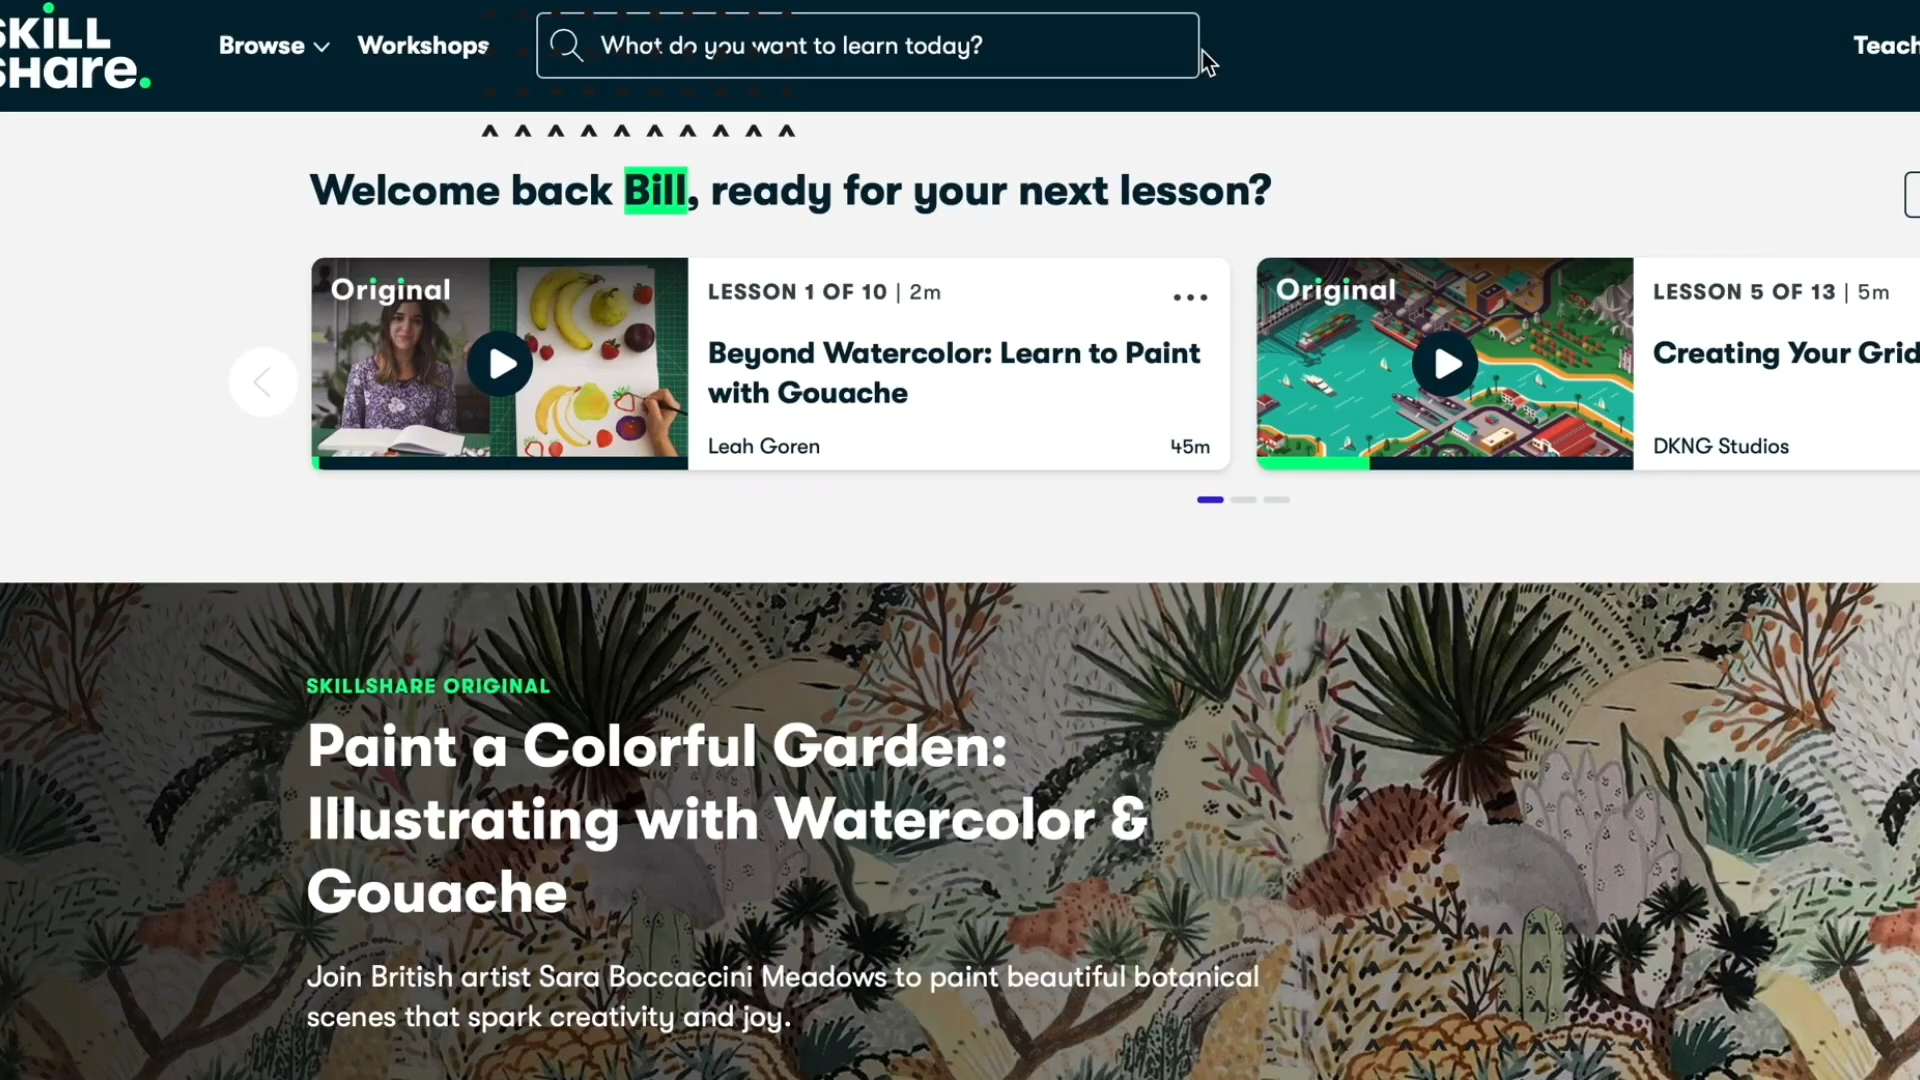 SKILL
SHare.
Browse
Workshops
What do you want to learn today?
Teach
Welcome back Bill, ready for your next lesson?
Original
LESSON 1 OF 10 | 2m
Beyond Watercolor: Learn to Paint
with Gouache
Leah Goren
45m
Original
LESSON 5 OF 13 | 5m
Creating Your Grid
DKNG Studios
SKILLSHARE ORIGINAL
Paint a Colorful Garden:
Illustrating with Watercolor &
Gouache
Join British artist Sara Boccaccini Meadows to paint beautiful botanical
scenes that spark creativity and joy.